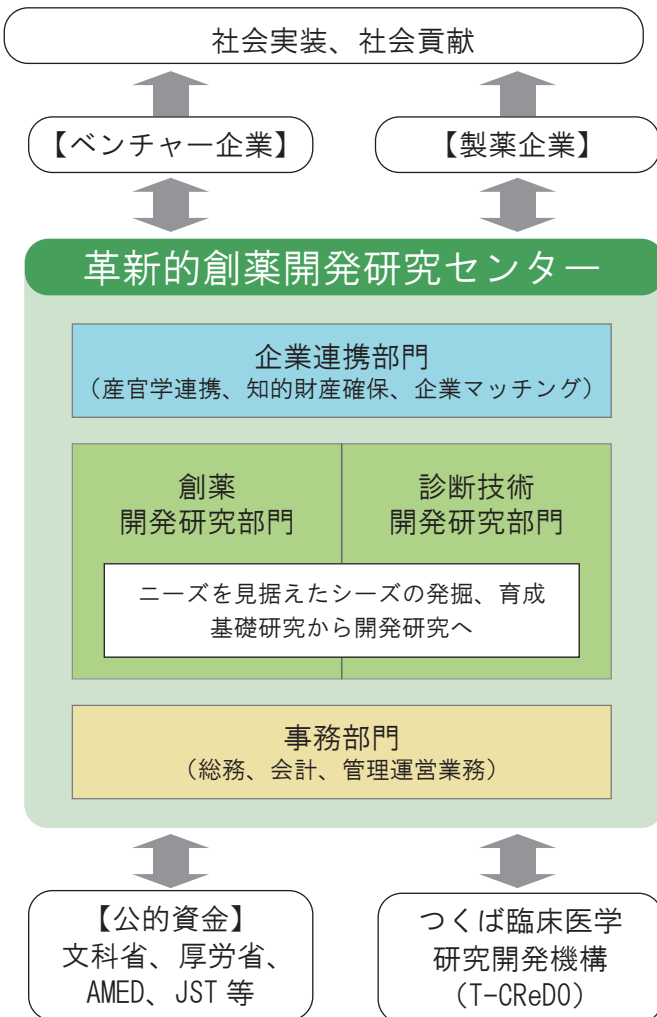 社会実装、社会貢献
【ベンチャー企業】
【製薬企業】
革新的創薬開発研究センター
企業連携部門
（産官学連携、知的財産確保、企業マッチング）
創薬
開発研究部門
診断技術
開発研究部門
ニーズを見据えたシーズの発掘、育成
基礎研究から開発研究へ
事務部門
（総務、会計、管理運営業務）
【公的資金】
文科省、厚労省、
AMED、JST 等
つくば臨床医学
研究開発機構
（T-CReDO）